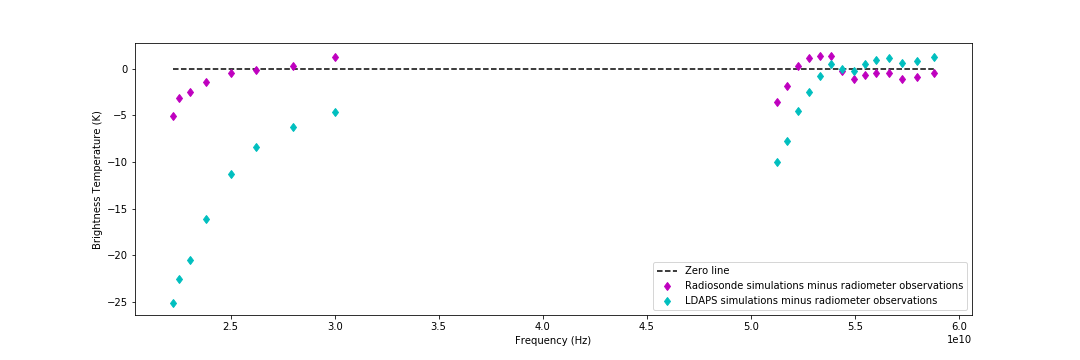 0
−5
−10
−15
−20
−25
Brightness Temperature (K)
Zero line
Radiosonde simulations minus radiometer observations
LDAPS simulations minus radiometer observations
2.5 3.0 3.5 4.0 4.5 5.0 5.5 6.0
1e10
Frequency (Hz)